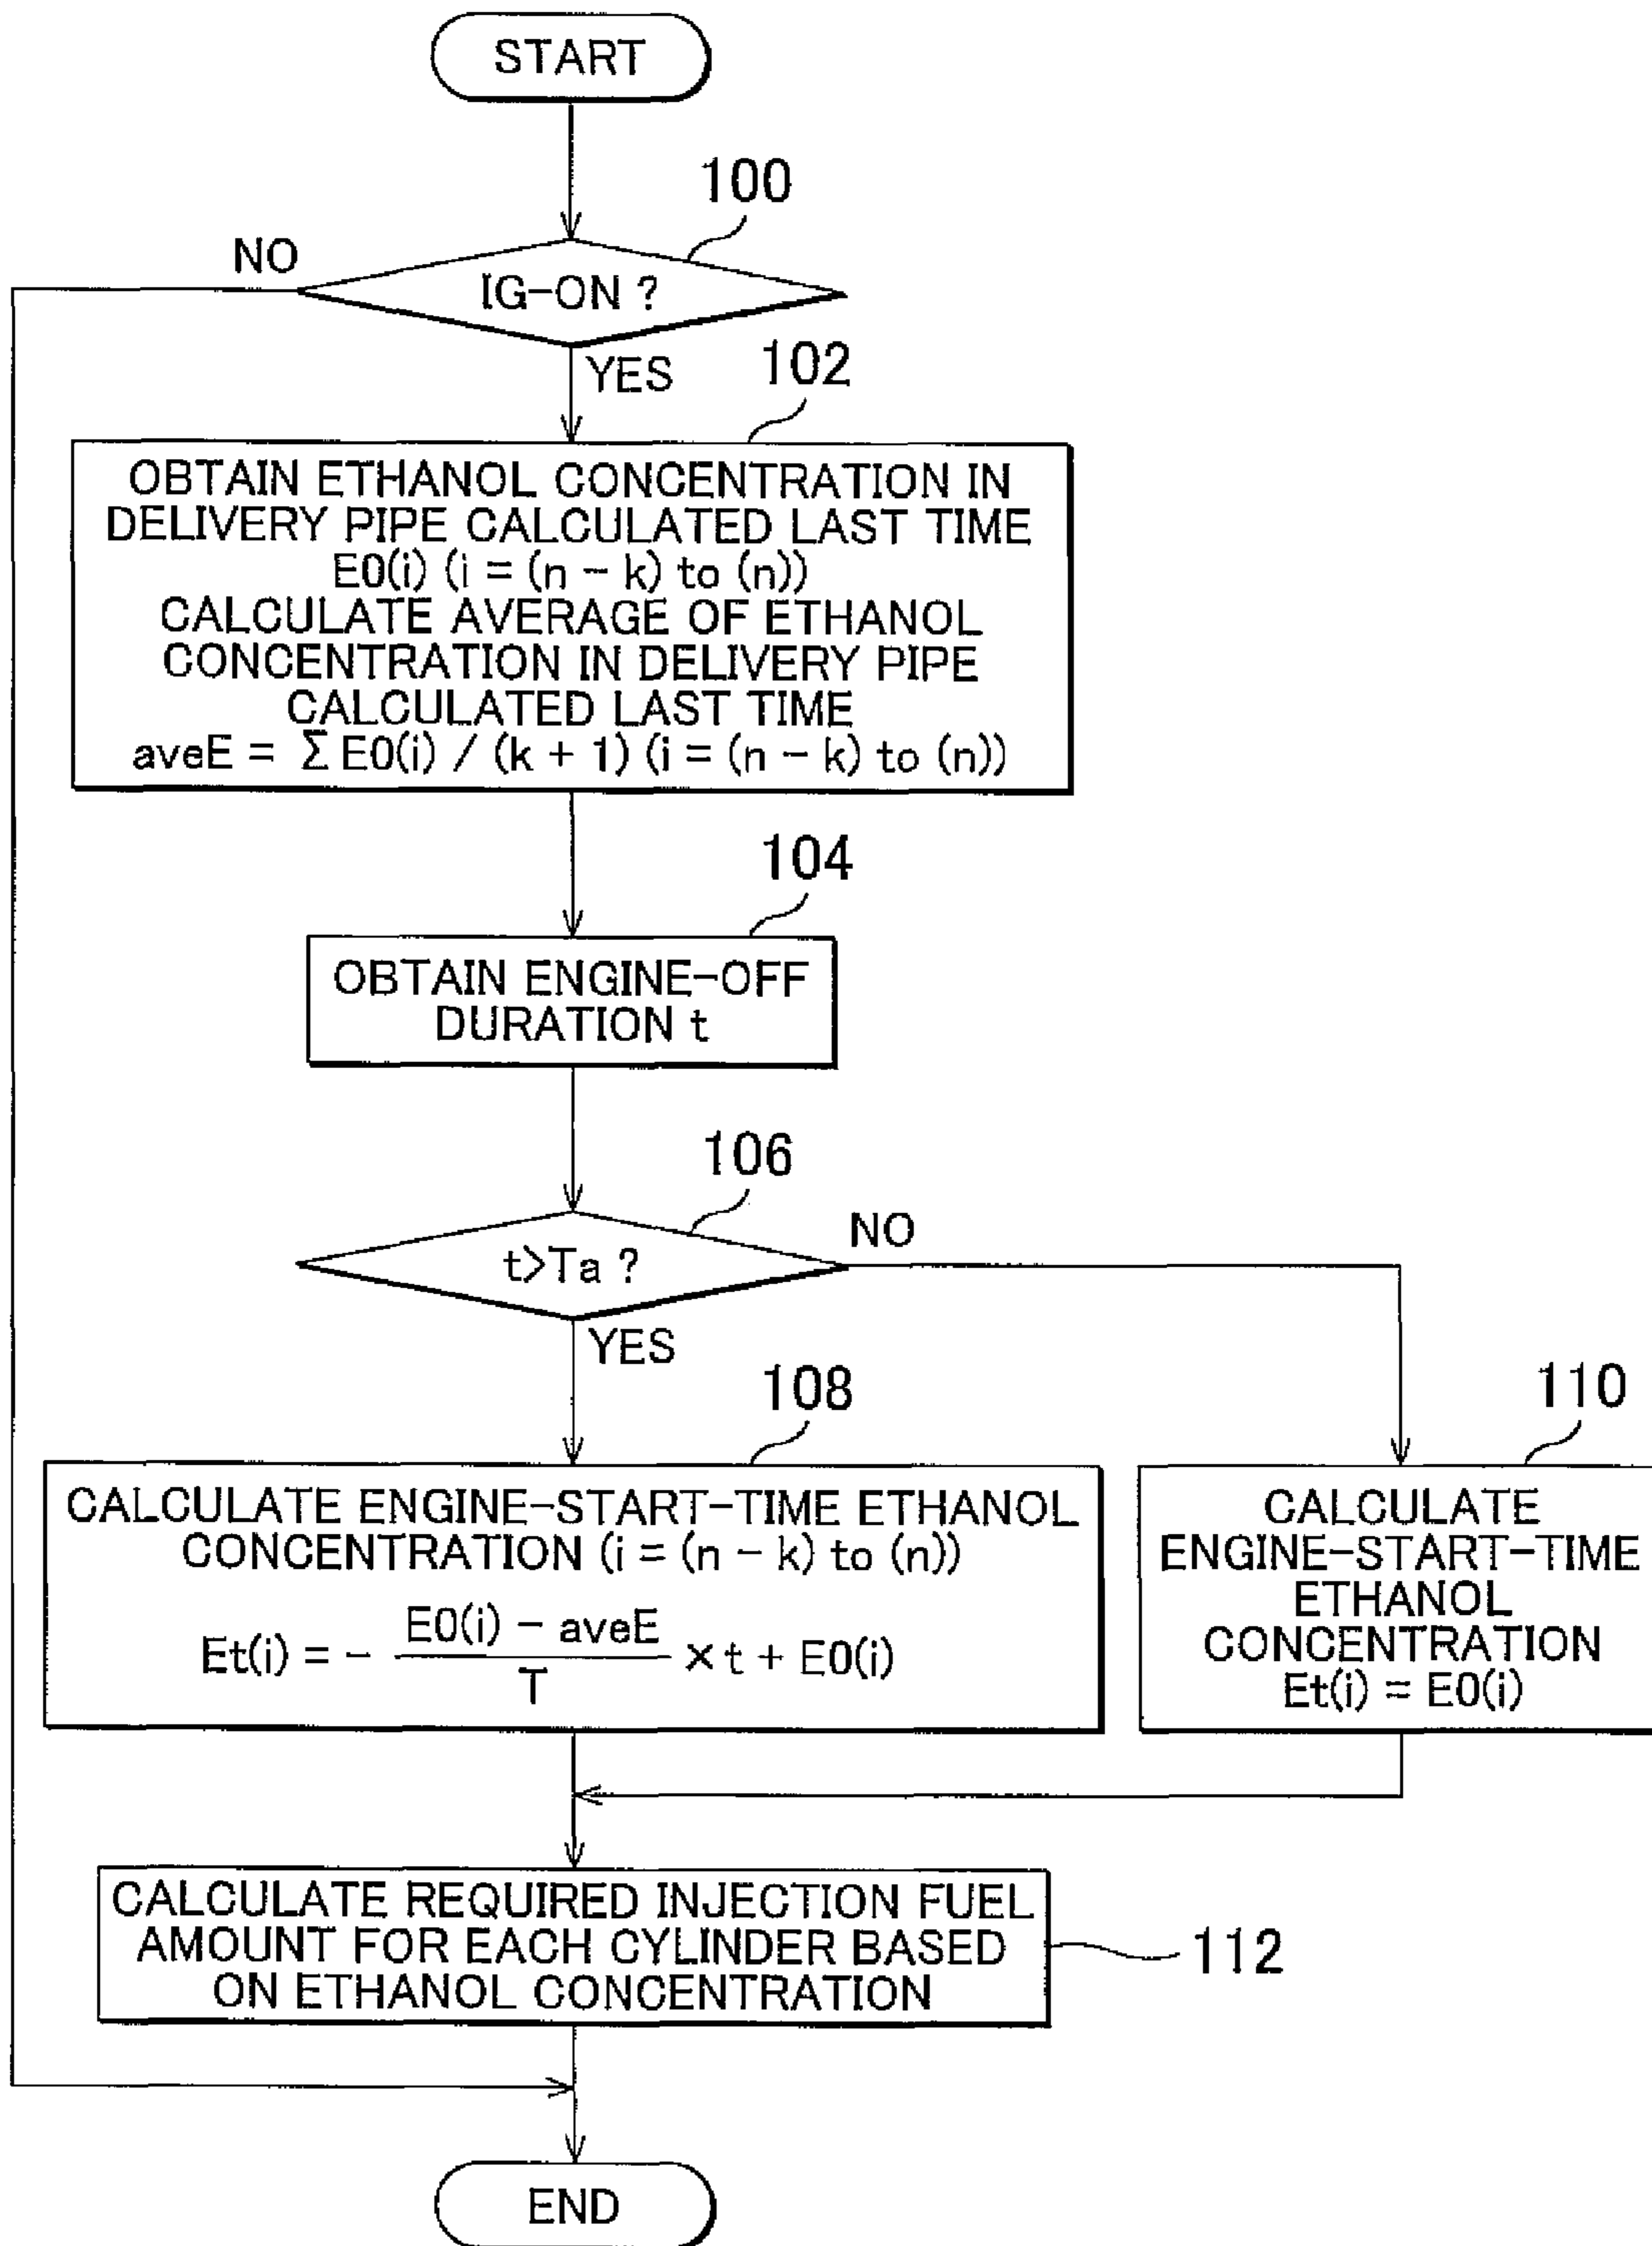 START
100
NO
IG-ON ?
YES
102
OBTAIN ETHANOL CONCENTRATION IN
DELIVERY PIPE CALCULATED LAST TIME
E0(i) (i = (n - k) to (n))
CALCULATE AVERAGE OF ETHANOL
CONCENTRATION IN DELIVERY PIPE
CALCULATED LAST TIME
aveE = Σ E0(i) / (k + 1) (i = (n - k) to (n))
104
OBTAIN ENGINE-OFF
DURATION t
106
NO
t>Ta ?
YES
108
CALCULATE ENGINE-START-TIME ETHANOL
CONCENTRATION (i = (n - k) to (n))
E0(i) - aveE
Et(i) = - × t + E0(i)
T
110
CALCULATE
ENGINE-START-TIME
ETHANOL
CONCENTRATION
Et(i) = E0(i)
CALCULATE REQUIRED INJECTION FUEL
AMOUNT FOR EACH CYLINDER BASED
ON ETHANOL CONCENTRATION
112
END